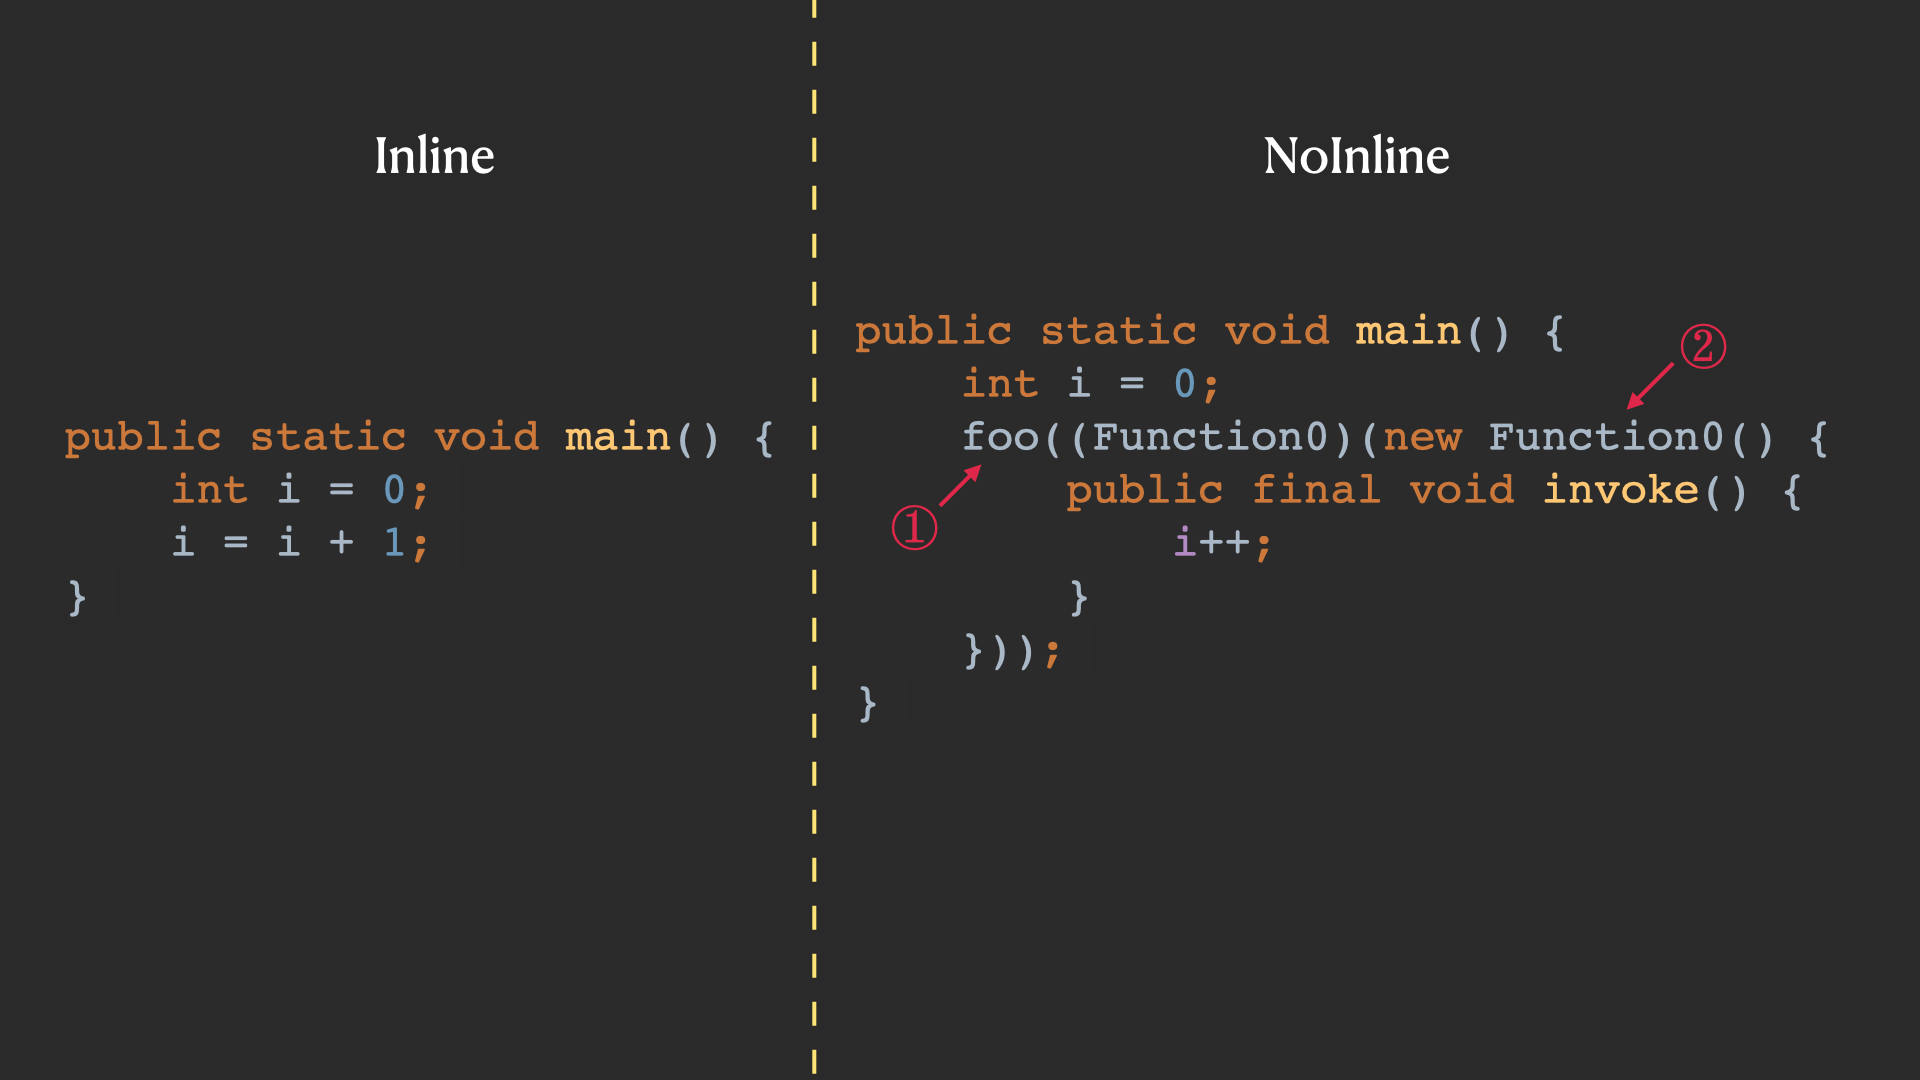 Inline
public static void main() {
    int i = 0;
    i = i + 1;
}
NoInline
public static void main() {
    int i = 0;
    foo((Function0)(new Function0() {
        public final void invoke() {
            i++;
        }
    }));
}
①
②